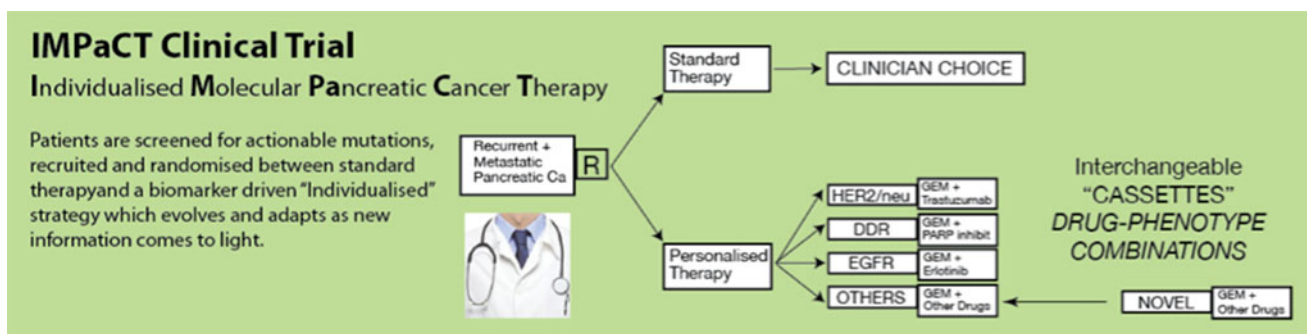 IMPaCT Clinical Trial
Individualised Molecular Pancreatic Cancer Therapy
Patients are screened for actionable mutations,
recruited and randomised between standard
therapyand a biomarker driven "Individualised"
strategy which evolves and adapts as new
information comes to light.
Recurrent +
Metastatic
Pancreatic Ca
R
Standard
Therapy
CLINICIAN CHOICE
Personalised
Therapy
HER2/neu
GEM +
Trastuzumab
DDR
GEM +
PARP inhibit
EGFR
GEM +
Erlotinib
OTHERS
GEM +
Other Drugs
Interchangeable
"CASSETTES"
DRUG-PHENOTYPE
COMBINATIONS
NOVEL
GEM +
Other Drugs